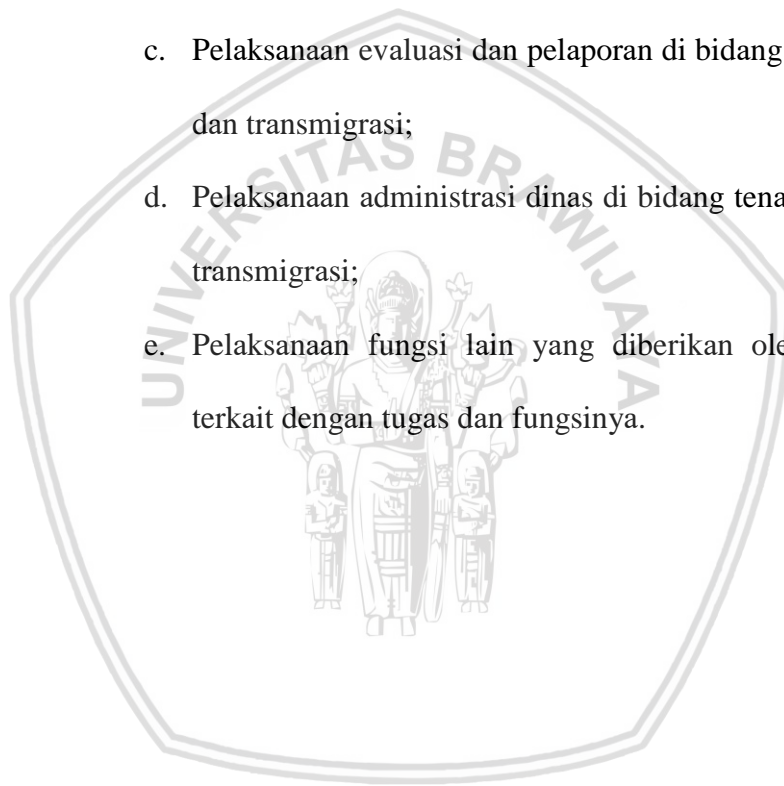 c. Pelaksanaan evaluasi dan pelaporan di bidang
dan transmigrasi;
UNIVERSITAS BRAWIJAYA
d. Pelaksanaan administrasi dinas di bidang tena
transmigrasi;
e. Pelaksanaan fungsi lain yang diberikan ole
terkait dengan tugas dan fungsinya.